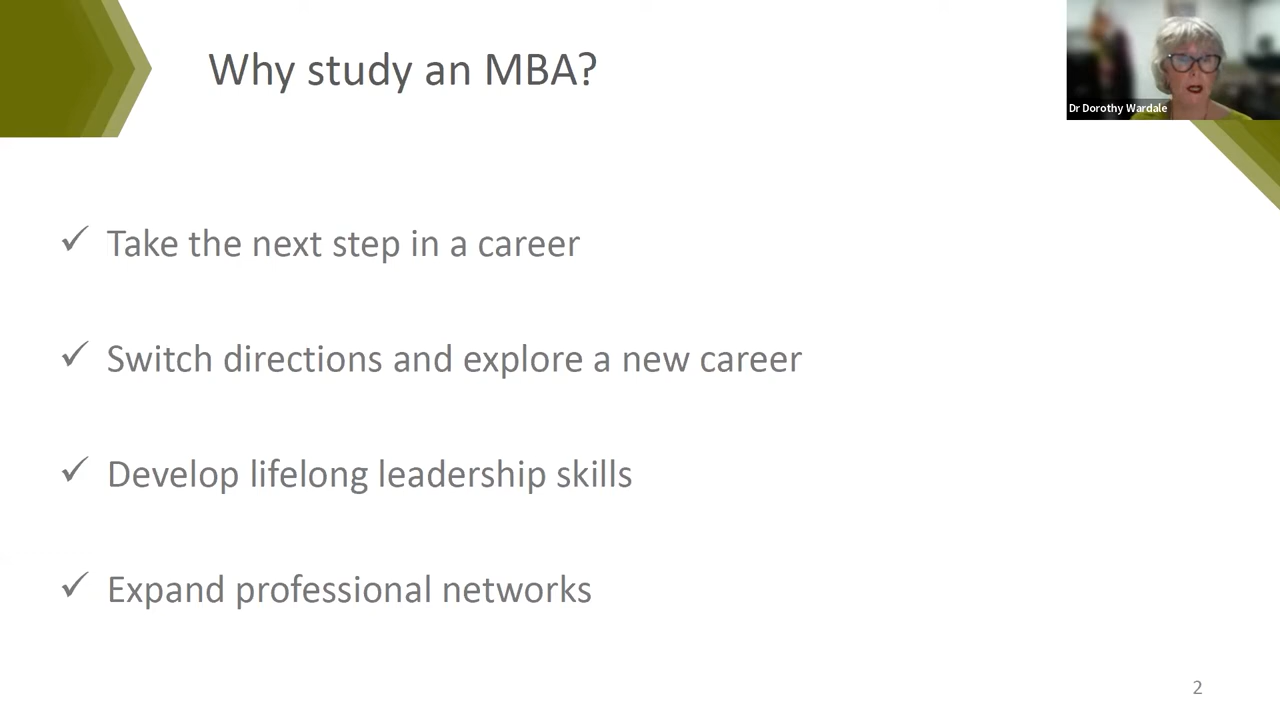 Why study an MBA?
Dr Dorothy Wardale
✓ Take the next step in a career
✓ Switch directions and explore a new career
✓ Develop lifelong leadership skills
✓ Expand professional networks
2